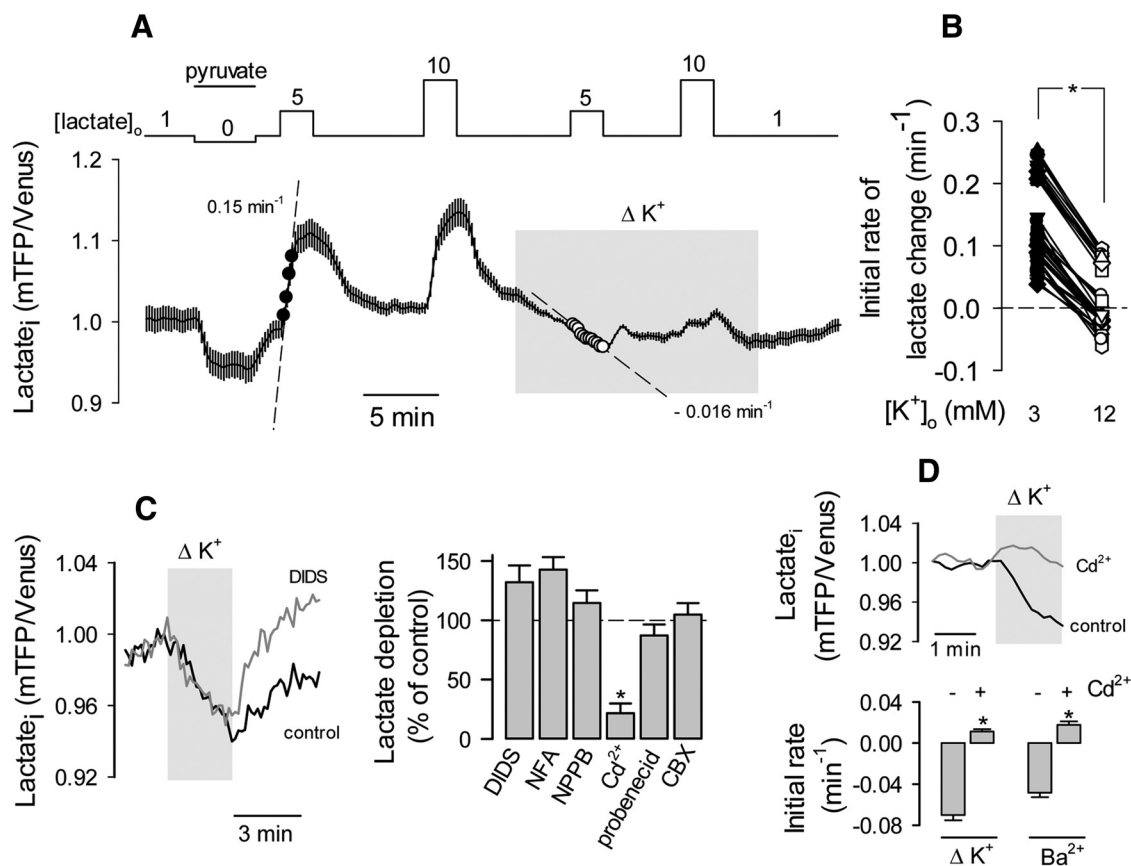 A
pyruvate
[lactate]o
1
0
5
10
5
10
1
Lactatei (mTFP/Venus)
1.2
1.1
1.0
0.9
0.15 min-1
Δ K+
5 min
- 0.016 min-1
B
*
Initial rate of
lactate change (min-1)
0.3
0.2
0.1
0.0
-0.1
[K+]o (mM)
3
12
C
Lactatei (mTFP/Venus)
1.04
1.00
0.96
0.92
Δ K+
DIDS
control
3 min
Lactate depletion
(% of control)
150
100
50
0
*
DIDS
NFA
NPPB
Cd2+
probenecid
CBX
D
Δ K+
Lactatei
(mTFP/Venus)
1.04
1.00
0.96
0.92
Cd2+
control
1 min
- + - + Cd2+
* *
Initial rate
(min-1)
0.04
0.00
-0.04
-0.08
Δ K+
Ba2+